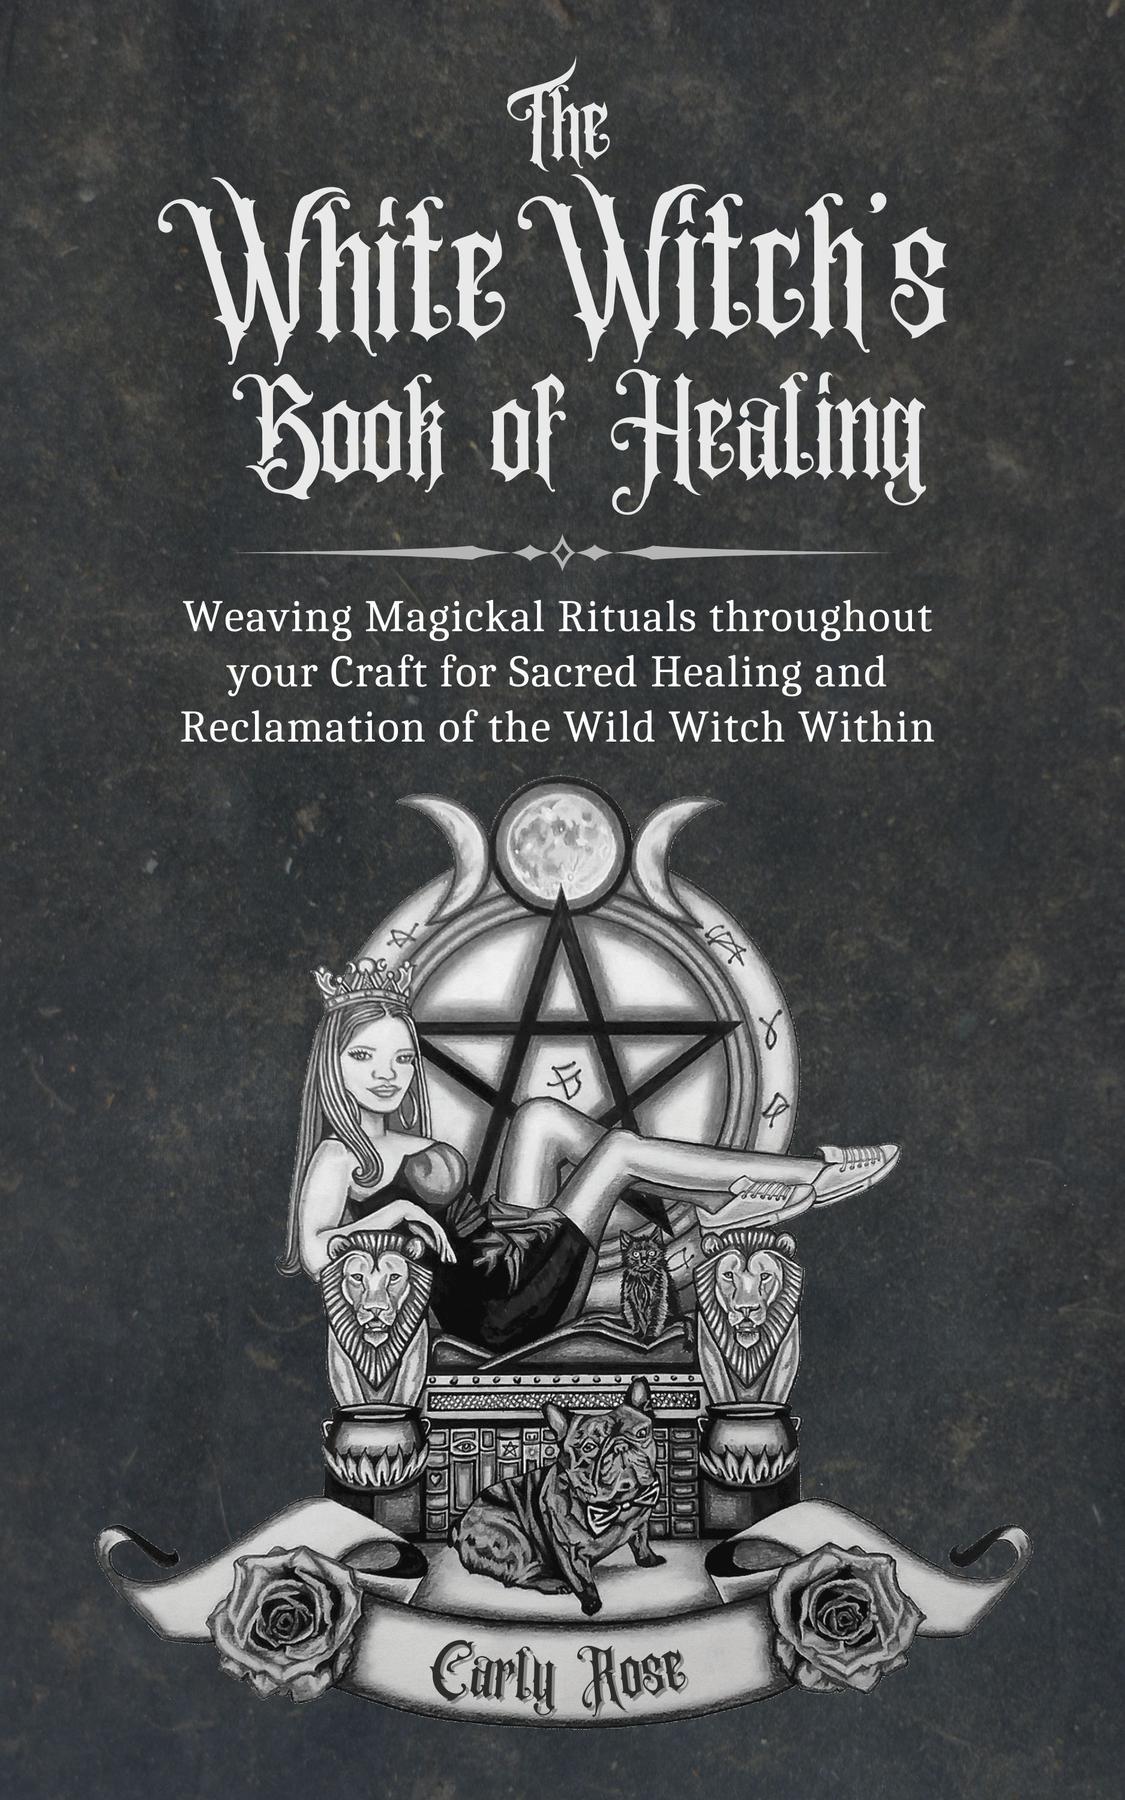 The
White Witch's
Book of Healing
Weaving Magickal Rituals throughout
your Craft for Sacred Healing and
Reclamation of the Wild Witch Within
Carly Rose